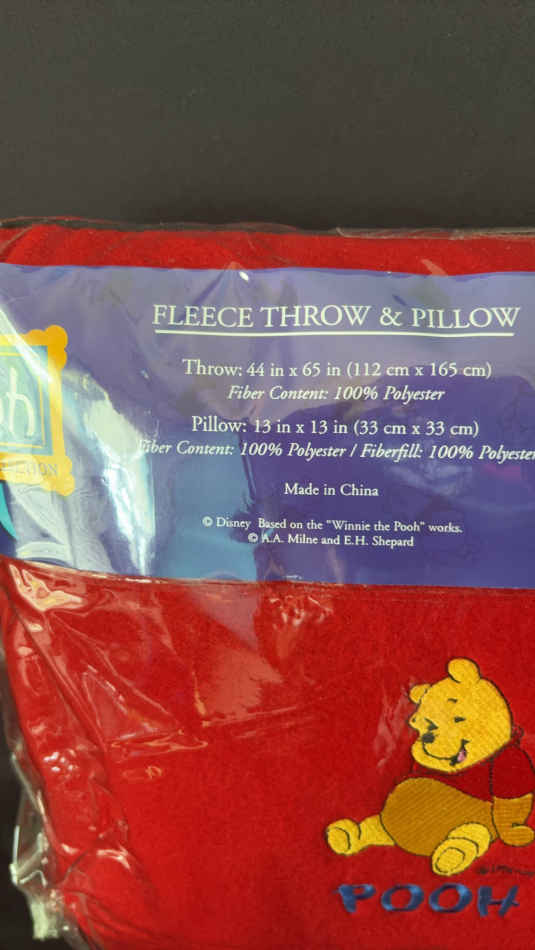 FLEECE THROW & PILLOW
Throw: 44 in x 65 in (112 cm x 165 cm)
Fiber Content: 100% Polyester
Pillow: 13 in x 13 in (33 cm x 33 cm)
Fiber Content: 100% Polyester / Fiberfill: 100% Polyester
Made in China
© Disney Based on the "Winnie the Pooh" works.
© A.A. Milne and E.H. Shepard
POOH